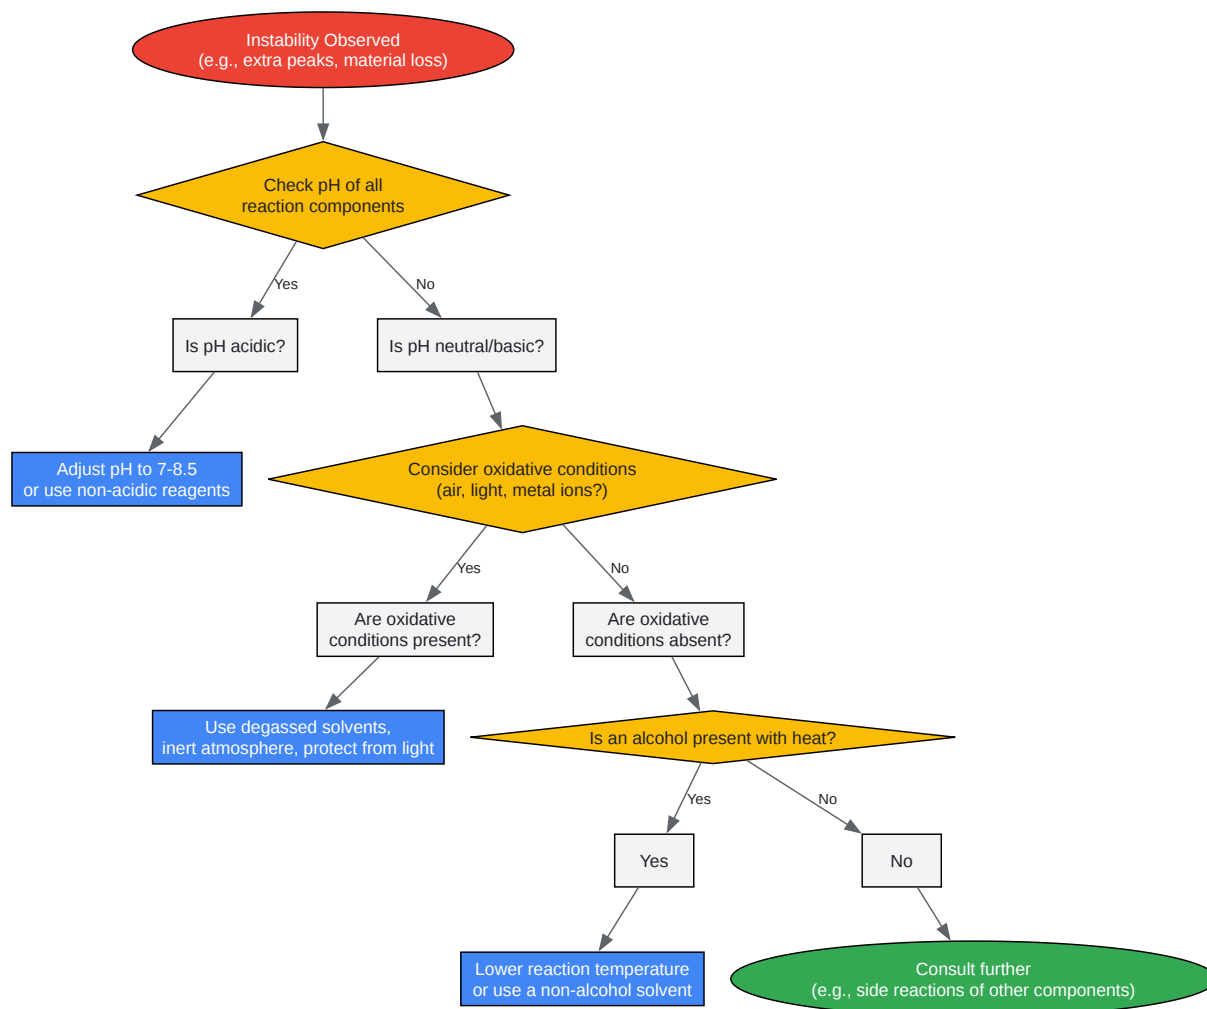 Instability Observed
(e.g., extra peaks, material loss)
Check pH of all
reaction components
Yes
No
Is pH acidic?
Is pH neutral/basic?
Adjust pH to 7-8.5
or use non-acidic reagents
Consider oxidative conditions
(air, light, metal ions?)
Yes
No
Are oxidative
conditions present?
Are oxidative
conditions absent?
Use degassed solvents,
inert atmosphere, protect from light
Is an alcohol present with heat?
Yes
No
Yes
No
Lower reaction temperature
or use a non-alcohol solvent
Consult further
(e.g., side reactions of other components)